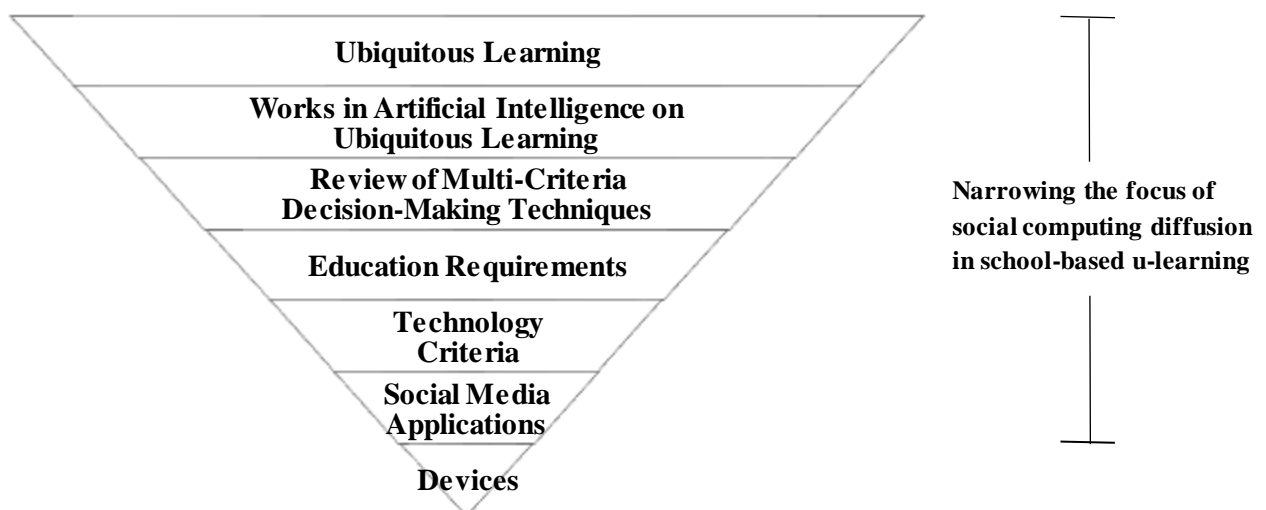 Ubiquitous Learning
Works in Artificial Intelligence on
Ubiquitous Learning
Review of Multi-Criteria
Decision-Making Techniques
Education Requirements
Technology
Criteria
Social Media
Applications
Devices
Narrowing the focus of
social computing diffusion
in school-based u-learning